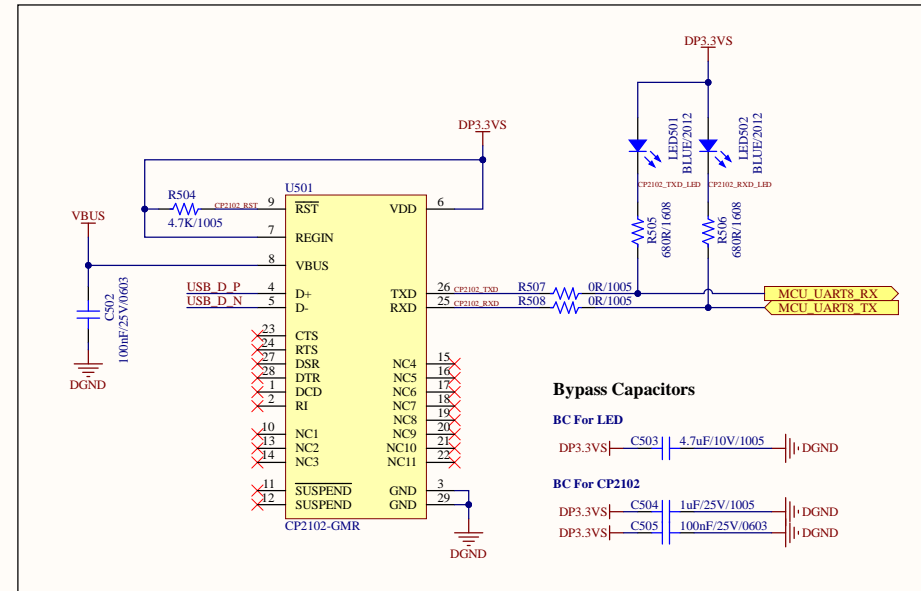 DP3.3VS
LED501
BLUE/2012
LED502
BLUE/2012
CP2102_TXD_LED
CP2102_RXD_LED
R505
680R/1608
R506
680R/1608
DP3.3VS
U501
R504
4.7K/1005
CP2102_RST
9
RST
VDD
6
7
REGIN
VBUS
8
VBUS
C502
100nF/25V/0603
DGND
USB_D_P
4
D+
TXD
26
CP2102_TXD
R507
0R/1005
MCU_UART8_RX
USB_D_N
5
D-
RXD
25
CP2102_RXD
R508
0R/1005
MCU_UART8_TX
23
CTS
24
RTS
27
DSR
NC4
15
28
DTR
NC5
16
1
DCD
NC6
17
2
RI
NC7
18
NC8
19
10
NC1
NC9
20
13
NC2
NC10
21
14
NC3
NC11
22
11
SUSPEND
GND
3
12
SUSPEND
GND
29
CP2102-GMR
DGND
Bypass Capacitors
BC For LED
DP3.3VS
C503
4.7uF/10V/1005
DGND
BC For CP2102
DP3.3VS
C504
1uF/25V/1005
DGND
DP3.3VS
C505
100nF/25V/0603
DGND